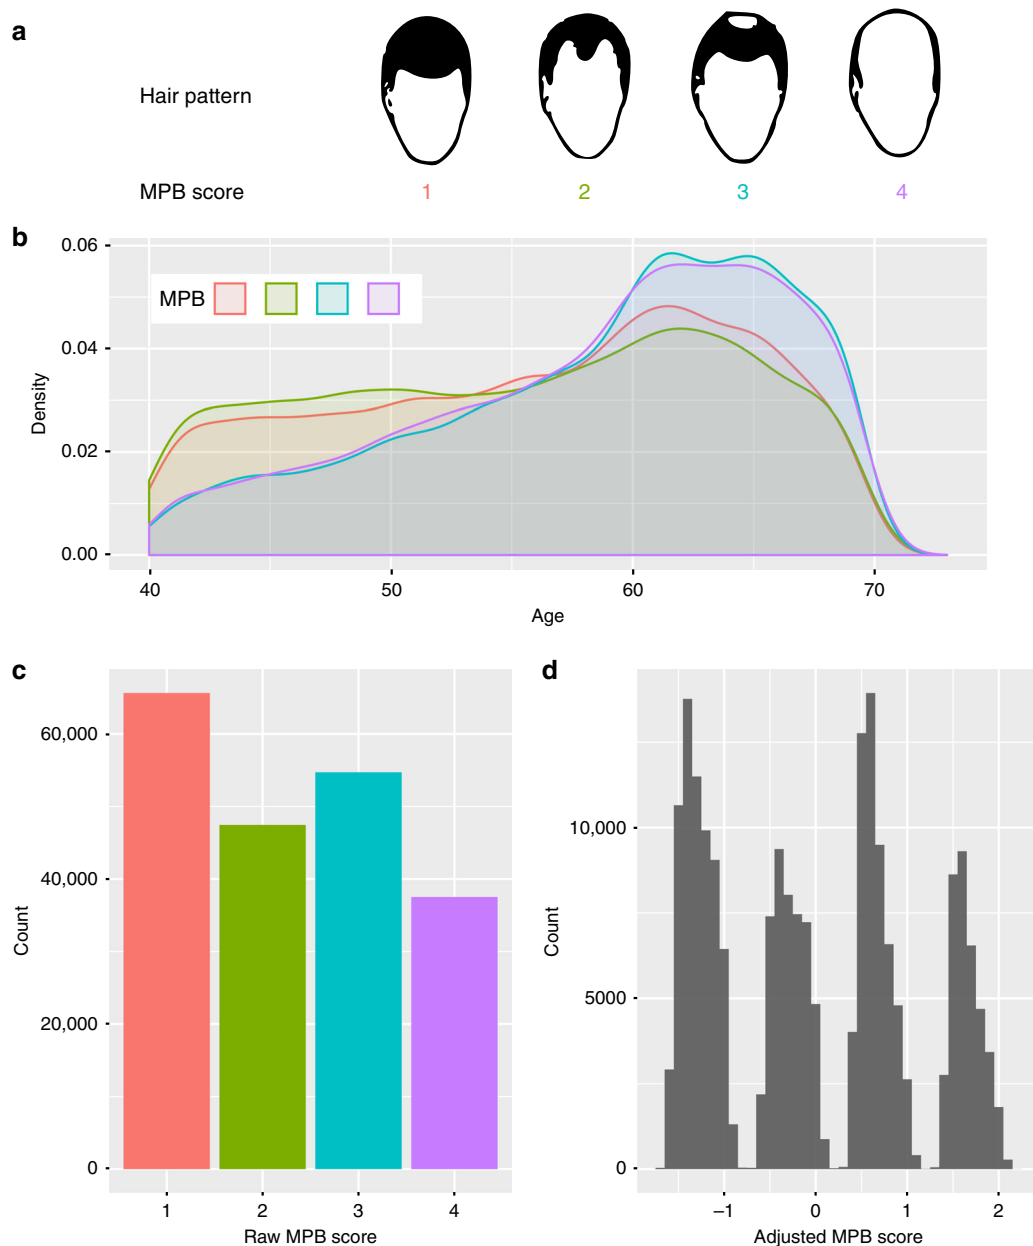 a
Hair pattern
MPB score 1 2 3 4
b
0.06
0.04
0.02
0.00
Density
MPB
40 50 60 70
Age
c
60,000
40,000
20,000
0
Count
1 2 3 4
Raw MPB score
d
10,000
5000
0
Count
–1 0 1 2
Adjusted MPB score